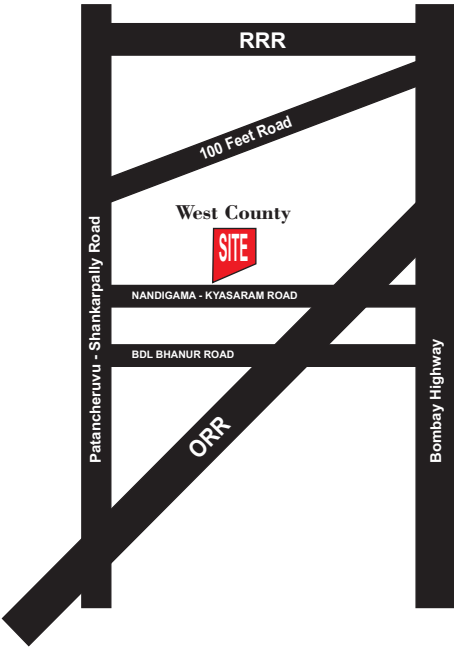 RRR
100 Feet Road
West County
SITE
NANDIGAMA - KYASARAM ROAD
BDL BHANUR ROAD
Patancheruvu - Shankarpally Road
Bombay Highway
ORR